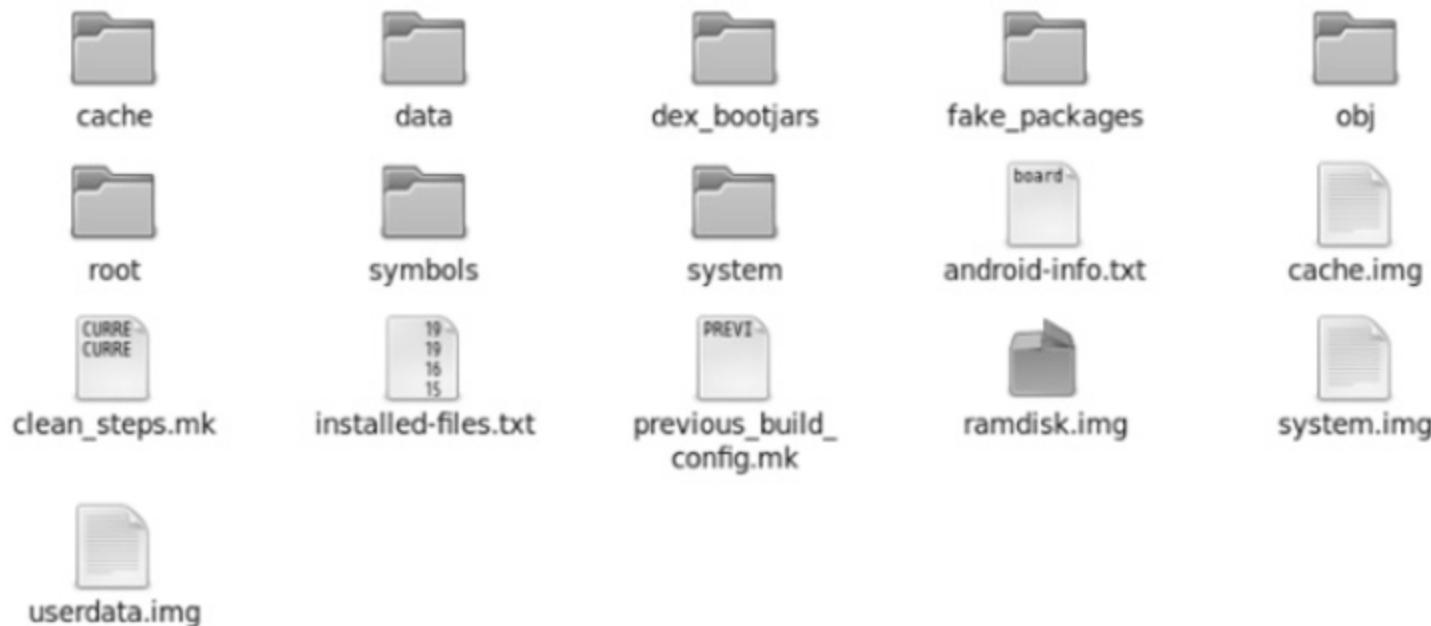 cache data dex_bootjars fake_packages obj
board
root symbols system android-info.txt cache.img
CURRE 19 PREVI
CURRE 19
16
15
clean_steps.mk installed-files.txt previous_build_ ramdisk.img system.img
config.mk
userdata.img